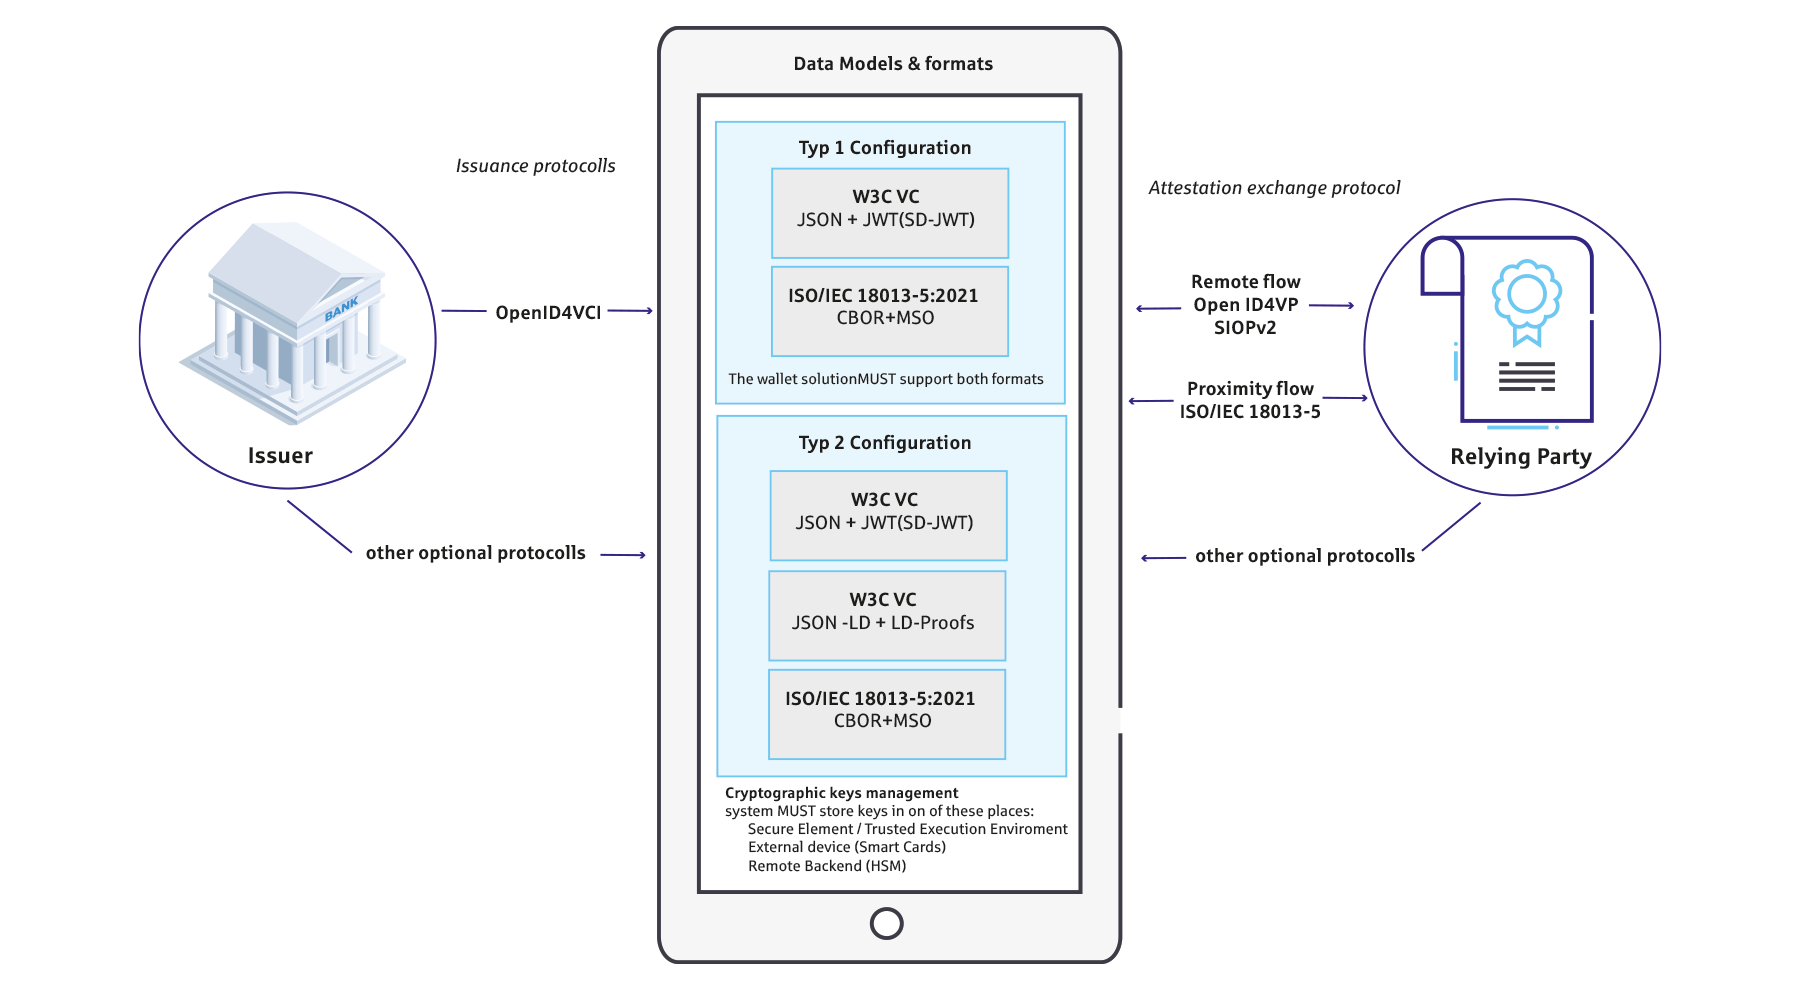 Data Models & formats
Issuance protocolls
BANK
Issuer
OpenID4VCI
other optional protocolls
Typ 1 Configuration
W3C VC
JSON + JWT(SD-JWT)
ISO/IEC 18013-5:2021
CBOR+MSO
The wallet solutionMUST support both formats
Typ 2 Configuration
W3C VC
JSON + JWT(SD-JWT)
W3C VC
JSON -LD + LD-Proofs
ISO/IEC 18013-5:2021
CBOR+MSO
Cryptographic keys management
system MUST store keys in on of these places:
Secure Element / Trusted Execution Enviroment
External device (Smart Cards)
Remote Backend (HSM)
Attestation exchange protocol
Remote flow
Open ID4VP
SIOPv2
Proximity flow
ISO/IEC 18013-5
Relying Party
other optional protocolls